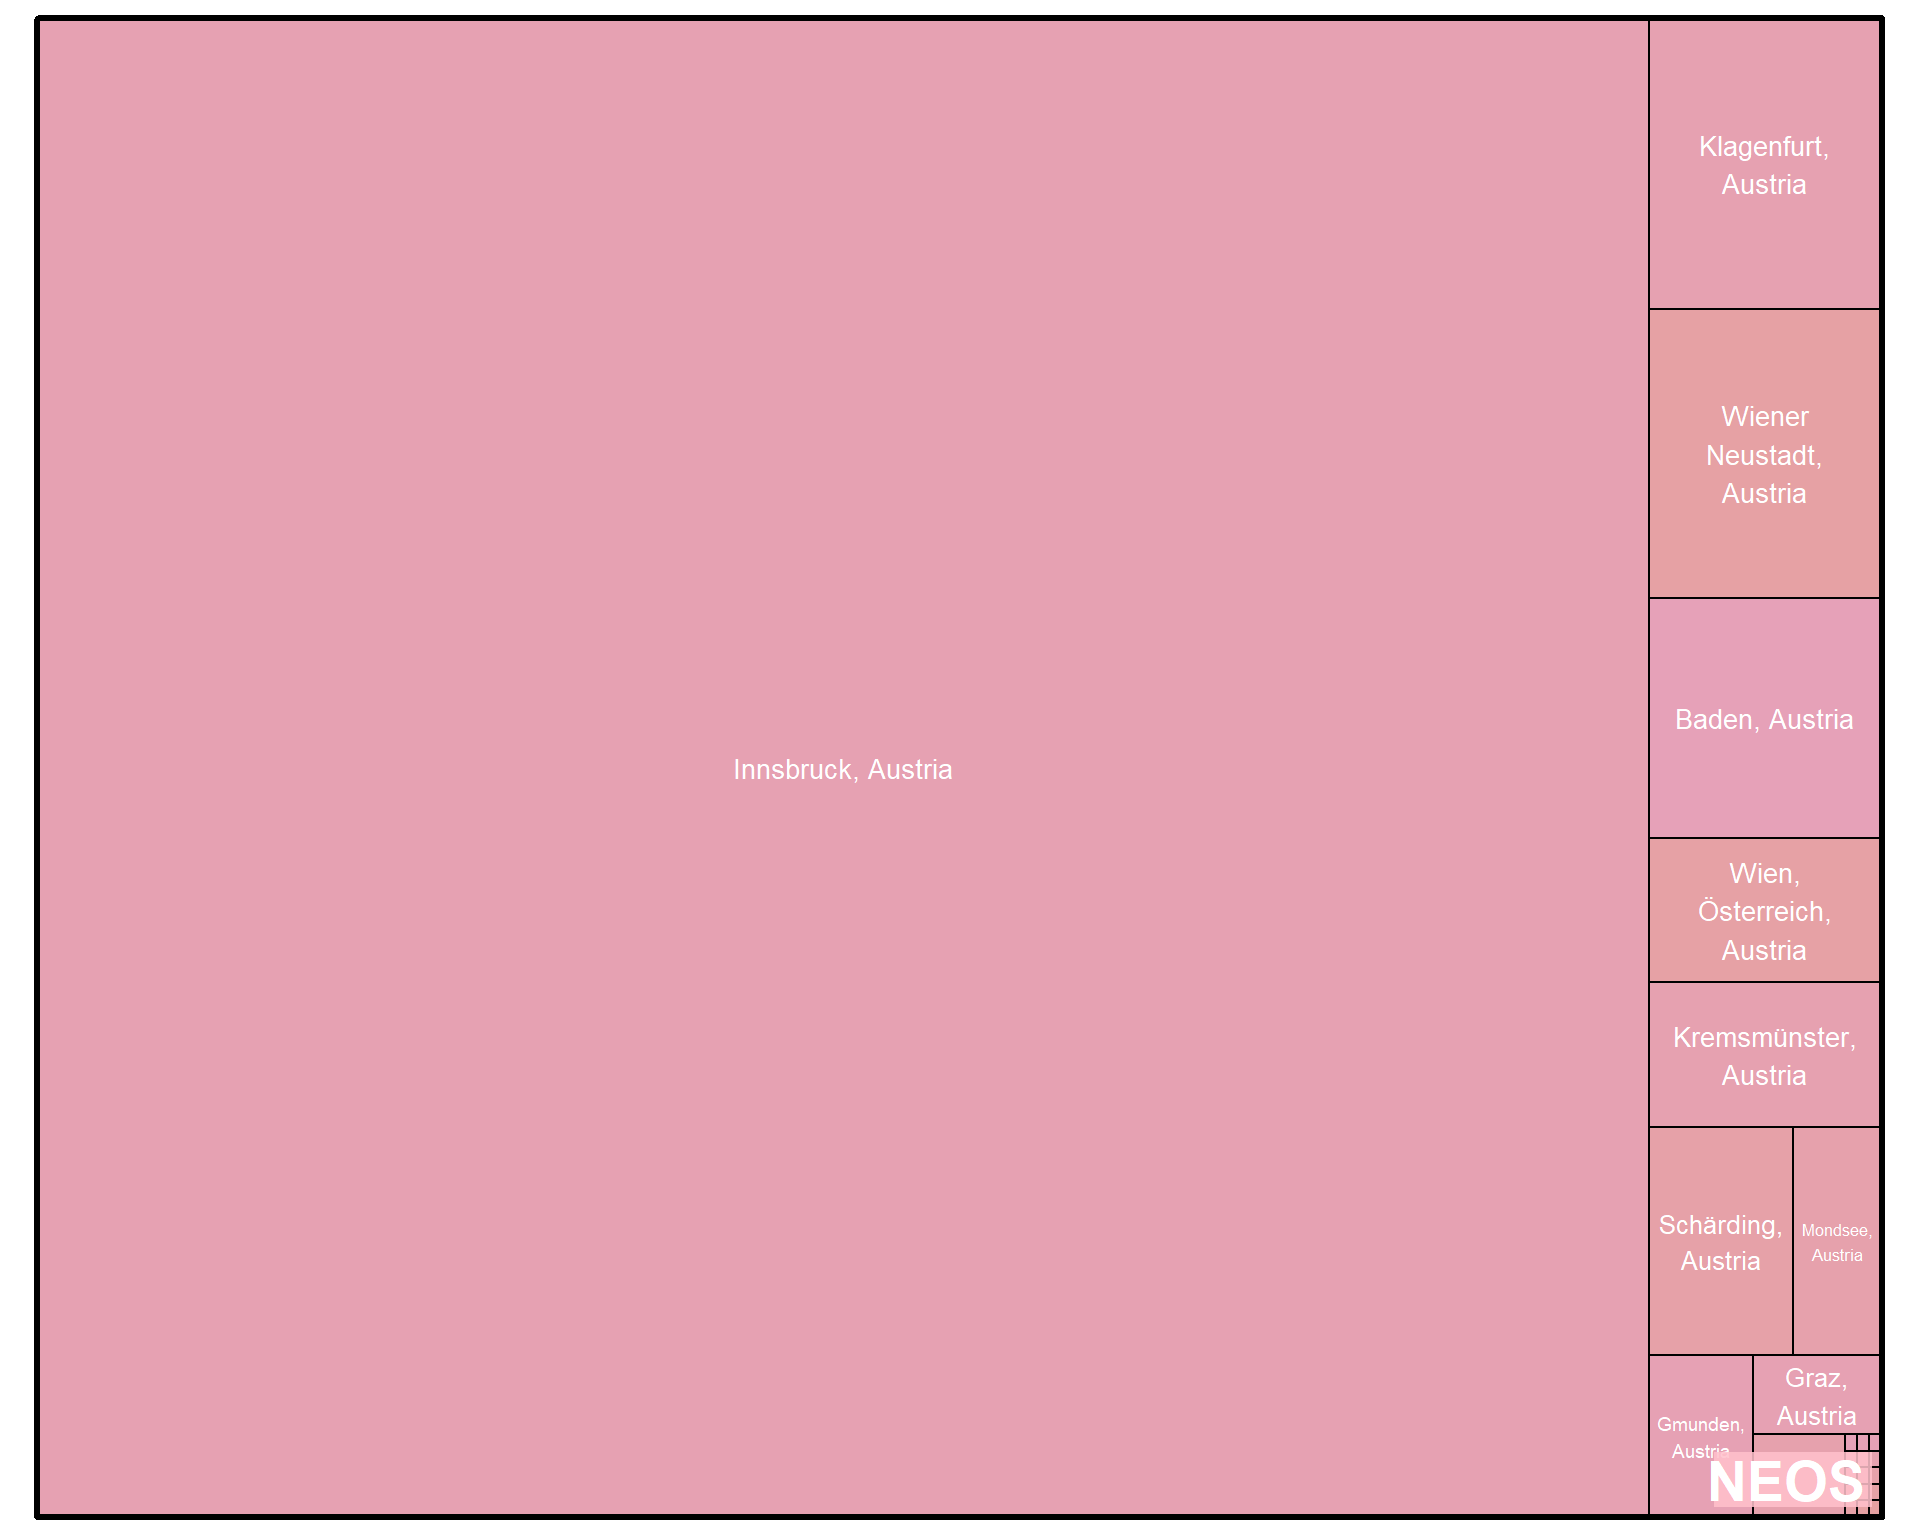 Klagenfurt,
Austria
Wiener
Neustadt,
Austria
Baden, Austria
Innsbruck, Austria
Wien,
Österreich,
Austria
Kremsmünster,
Austria
Schärding,
Austria
Mondsee,
Austria
Graz,
Austria
Gmunden,
Austria
NEOS